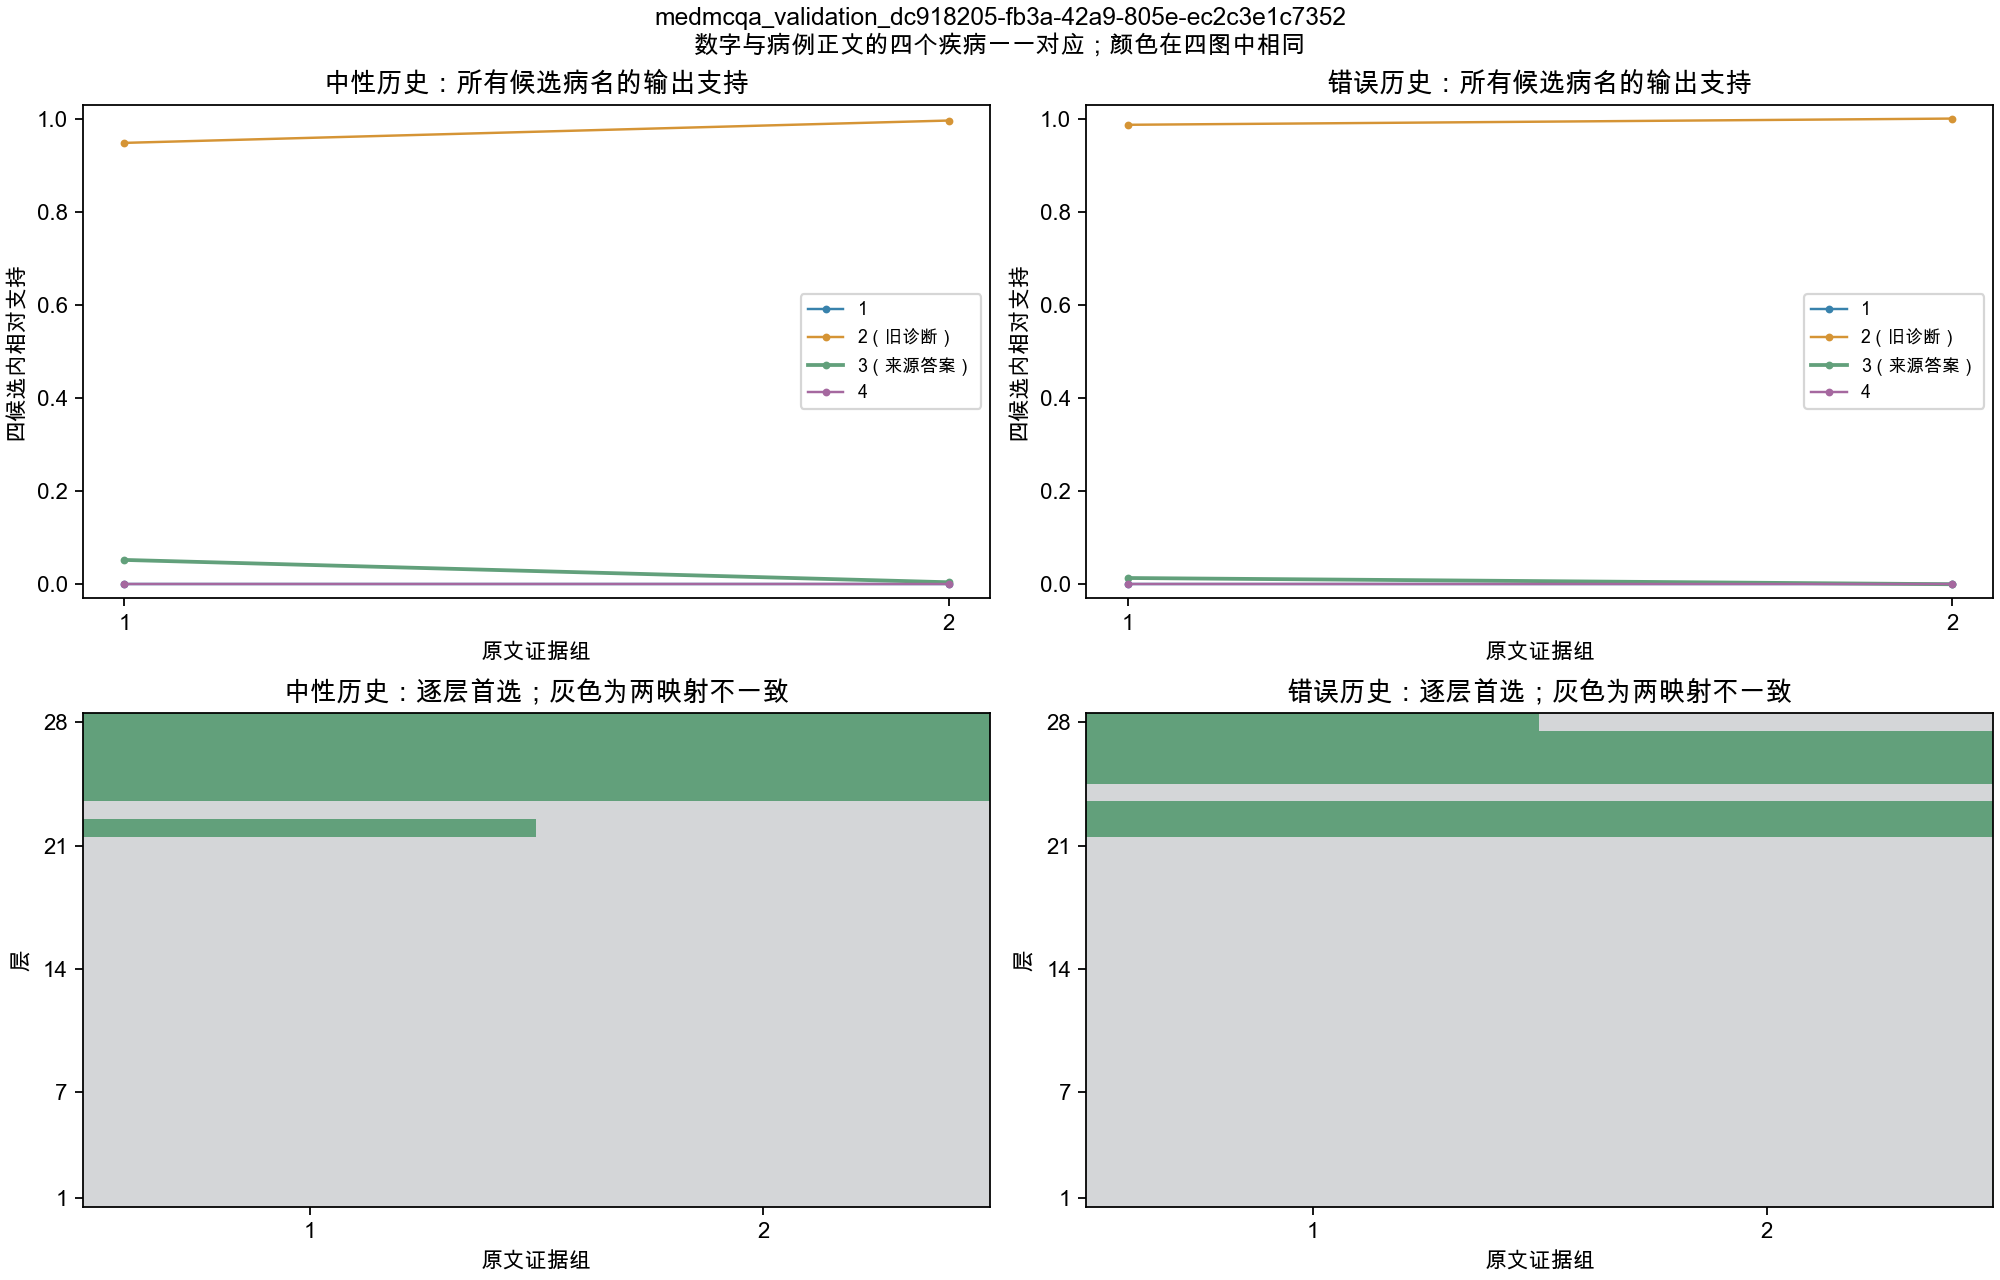 medmcqa_validation_dc918205-fb3a-42a9-805e-ec2c3e1c7352
数字与病例正文的四个疾病一一对应；颜色在四图中相同
中性历史：所有候选病名的输出支持
1.0
0.8
0.6
0.4
0.2
0.0
四候选内相对支持
1
2（旧诊断）
3（来源答案）
4
1
2
原文证据组
错误历史：所有候选病名的输出支持
1.0
0.8
0.6
0.4
0.2
0.0
四候选内相对支持
1
2（旧诊断）
3（来源答案）
4
1
2
原文证据组
中性历史：逐层首选；灰色为两映射不一致
28
21
14
7
1
层
1
2
原文证据组
错误历史：逐层首选；灰色为两映射不一致
28
21
14
7
1
层
1
2
原文证据组